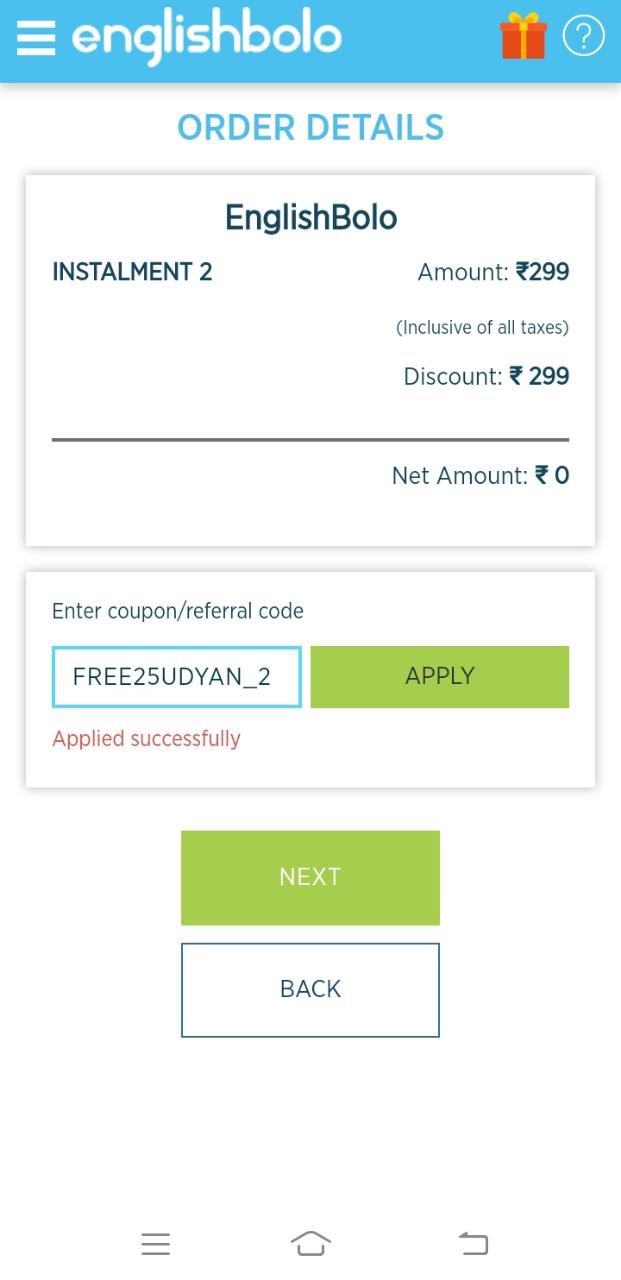 englishbolo
?
ORDER DETAILS
EnglishBolo
INSTALMENT 2 Amount: ₹299
(Inclusive of all taxes)
Discount: ₹ 299
Net Amount: ₹ 0
Enter coupon/referral code
FREE25UDYAN_2 APPLY
Applied successfully
NEXT
BACK